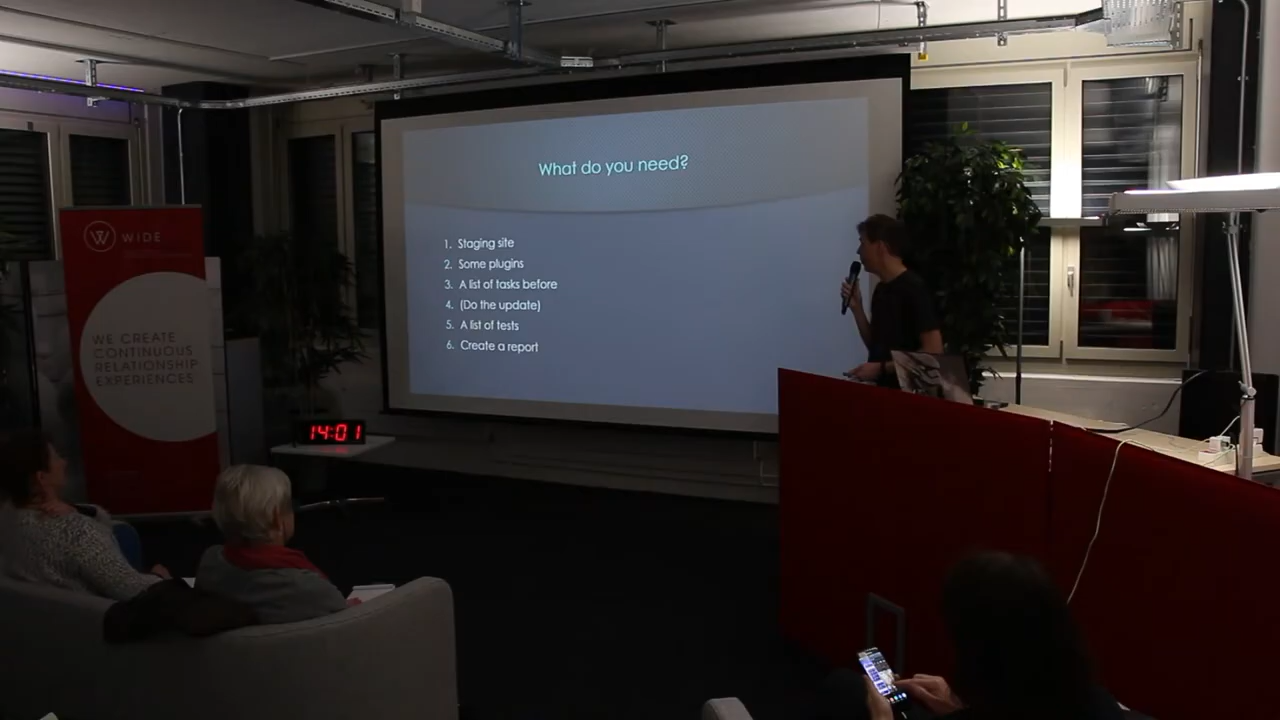 What do you need?
1. Staging site
2. Some plugins
3. A list of tasks before
4. (Do the update)
5. A list of tests
6. Create a report
W WIDE
WE CREATE
CONTINUOUS
RELATIONSHIP
EXPERIENCES
14:01